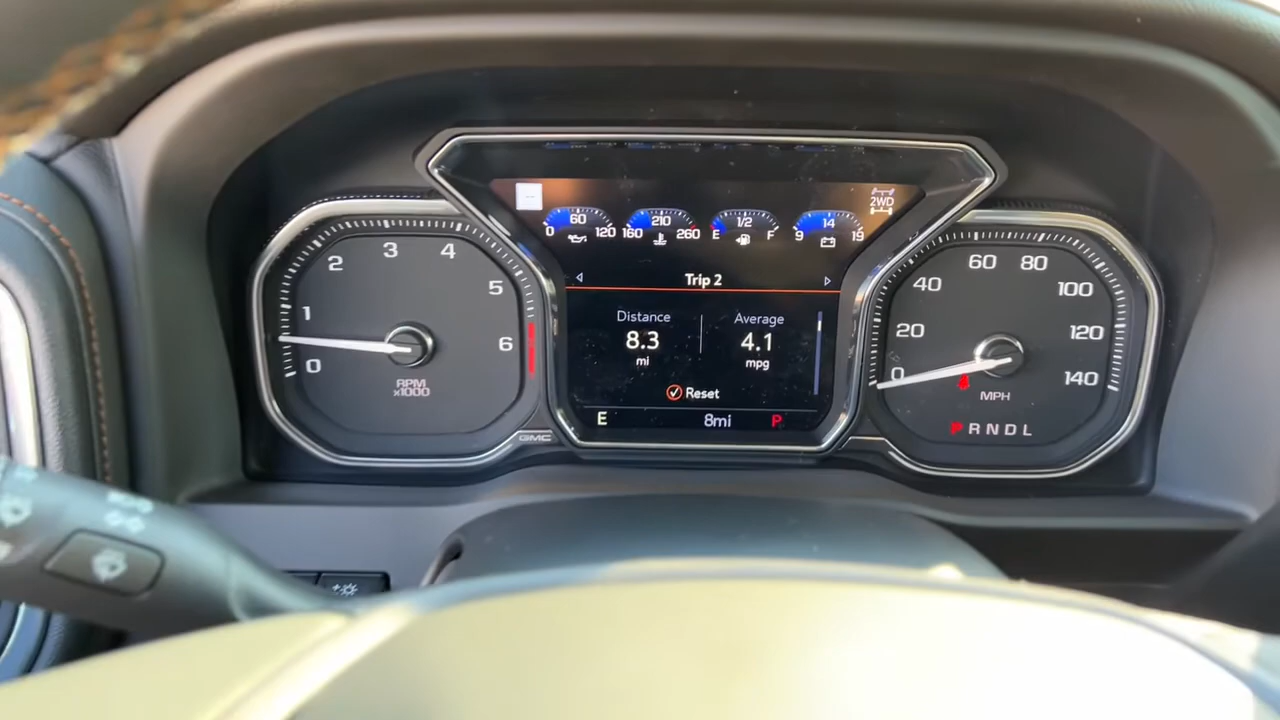 0 1 2 3 4 5 6
RPM
x1000
GMC
0 60 120
160 210 260
E 1/2 F
9 14 19
2WD
Trip 2
Distance
8.3
mi
Average
4.1
mpg
Reset
E 8mi P
0 20 40 60 80 100 120 140
MPH
P R N D L